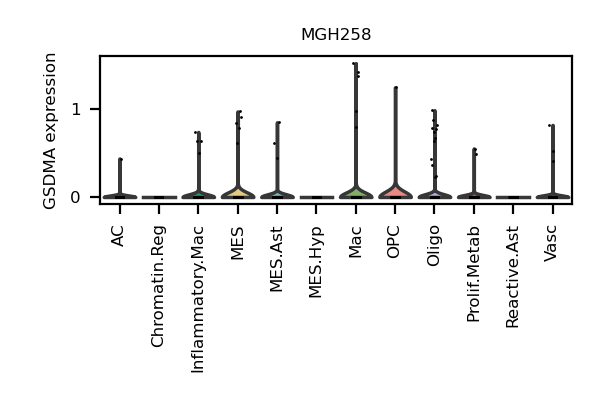 MGH258
GSDMA expression
1
0
AC
Chromatin.Reg
Inflammatory.Mac
MES
MES.Ast
MES.Hyp
Mac
OPC
Oligo
Prolif.Metab
Reactive.Ast
Vasc